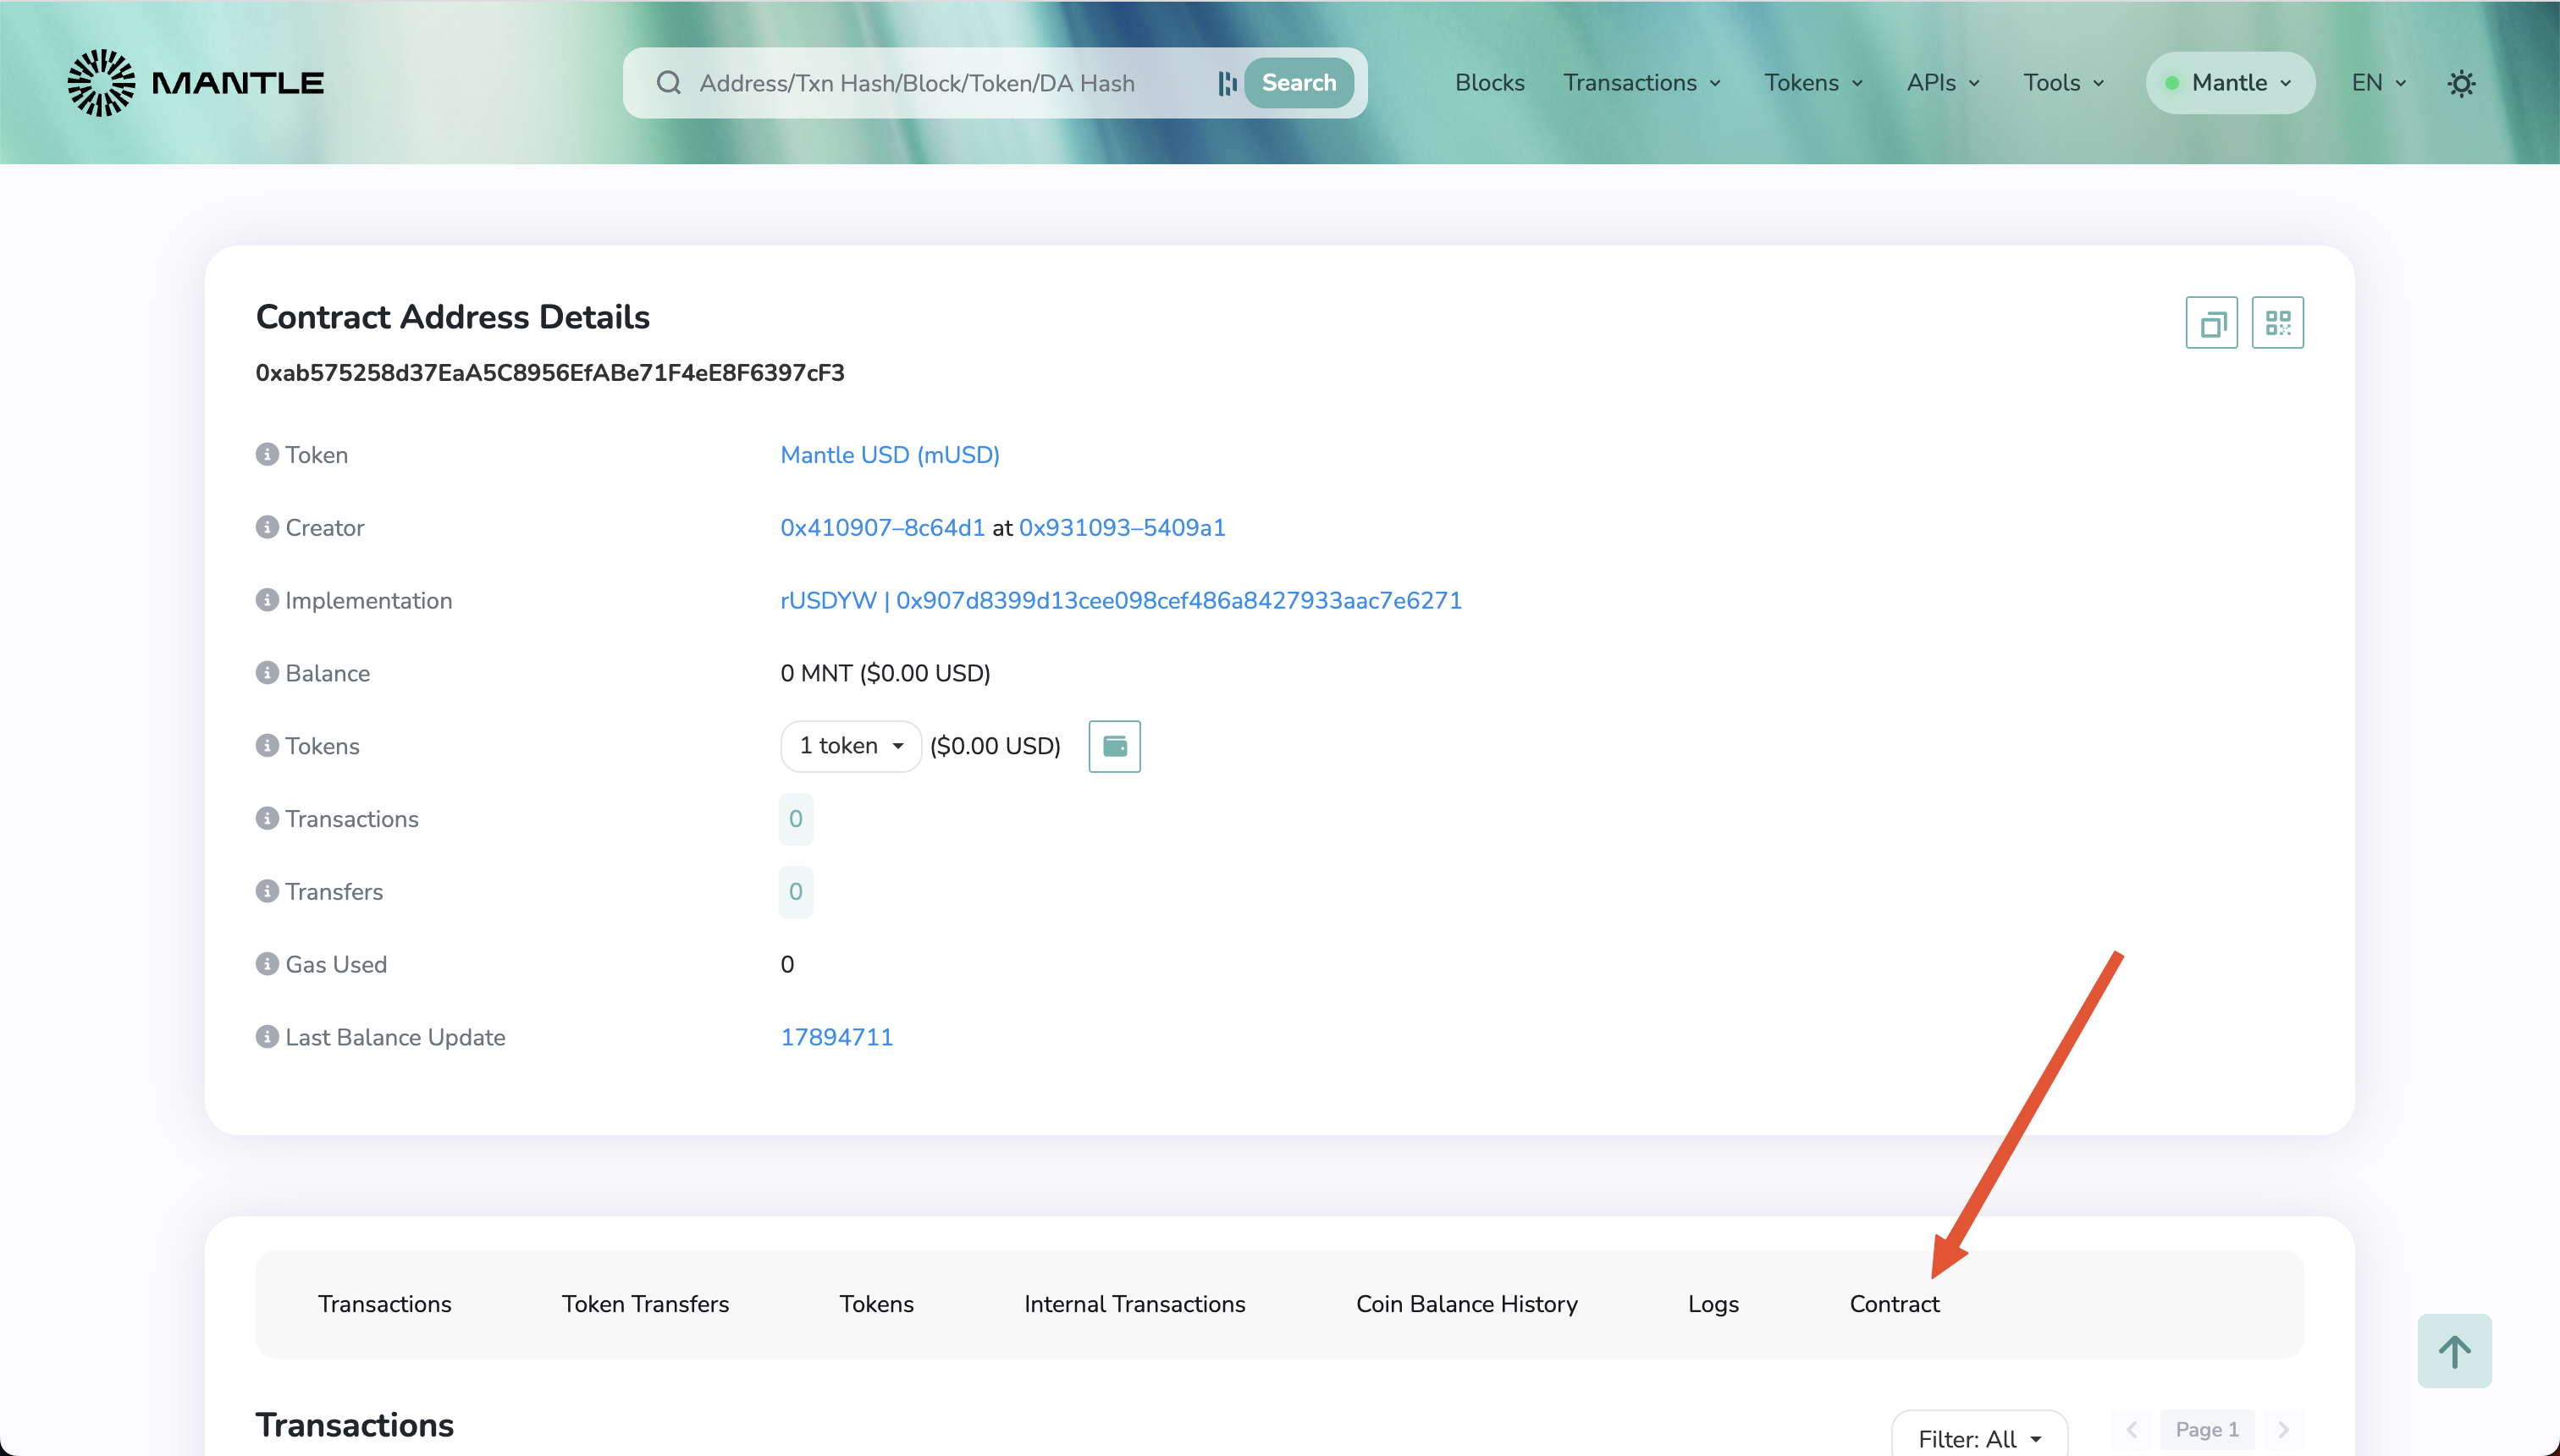 MANTLE
Address/Txn Hash/Block/Token/DA Hash
Search
Blocks
Transactions
Tokens
APIs
Tools
Mantle
EN
Contract Address Details
0xab575258d37EaA5C8956EfABe71F4eE8F6397cF3
Token
Mantle USD (mUSD)
Creator
0x410907–8c64d1 at 0x931093–5409a1
Implementation
rUSDYW | 0x907d8399d13cee098cef486a8427933aac7e6271
Balance
0 MNT ($0.00 USD)
Tokens
1 token ($0.00 USD)
Transactions
0
Transfers
0
Gas Used
0
Last Balance Update
17894711
Transactions
Token Transfers
Tokens
Internal Transactions
Coin Balance History
Logs
Contract
Transactions
Filter: All
Page 1